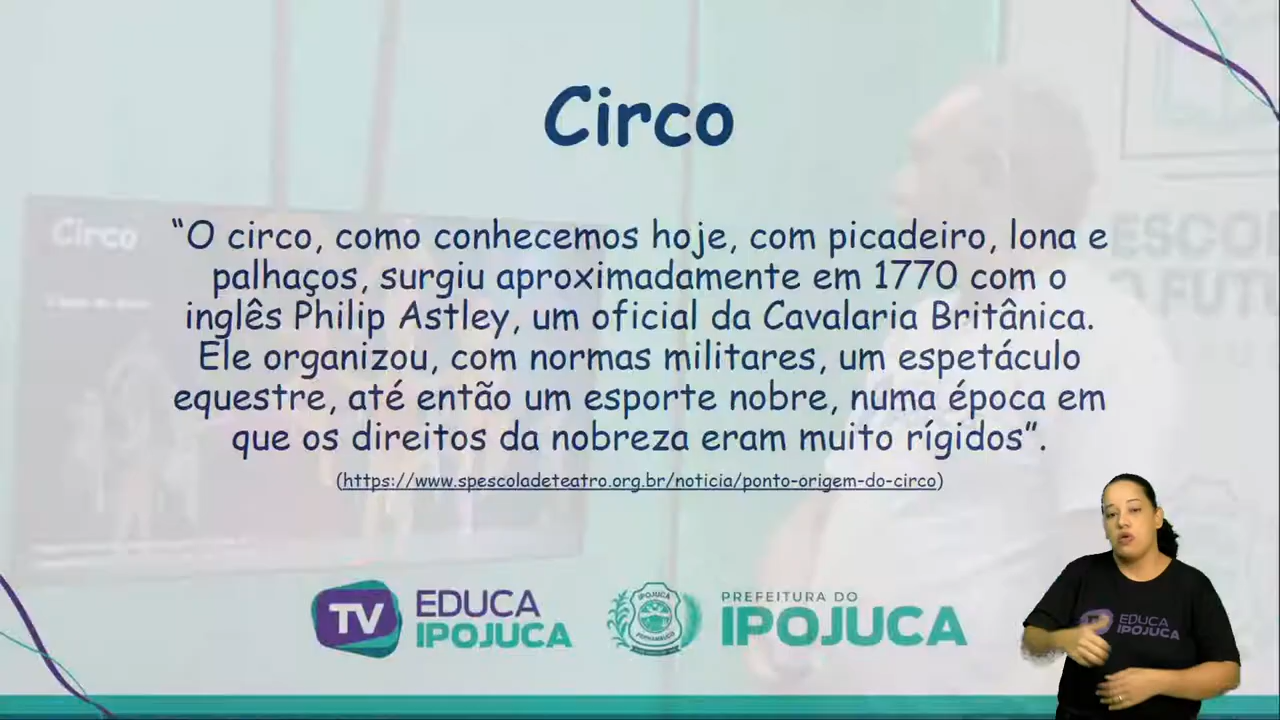 Circo
“O circo, como conhecemos hoje, com picadeiro, lona e
palhaços, surgiu aproximadamente em 1770 com o
inglês Philip Astley, um oficial da Cavalaria Britânica.
Ele organizou, com normas militares, um espetáculo
equestre, até então um esporte nobre, numa época em
que os direitos da nobreza eram muito rígidos”.
(https://www.spescoladeteatro.org.br/noticia/ponto-origem-do-circo)
Circo
TV EDUCA
IPOJUCA
IPOJUCA
PERNAMBUCO
PREFEITURA DO
IPOJUCA
EDUCA
IPOJUCA